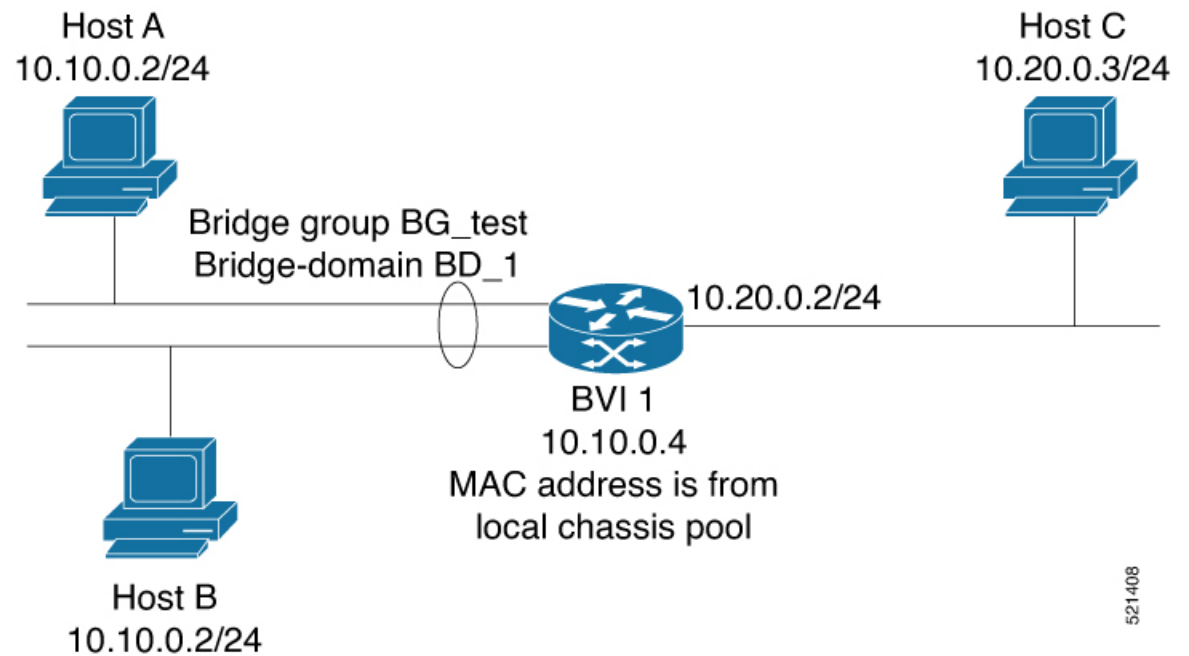 Host A
10.10.0.2/24
Host C
10.20.0.3/24
Bridge group BG_test
Bridge-domain BD_1
10.20.0.2/24
BVI 1
10.10.0.4
MAC address is from
local chassis pool
Host B
10.10.0.2/24
521408